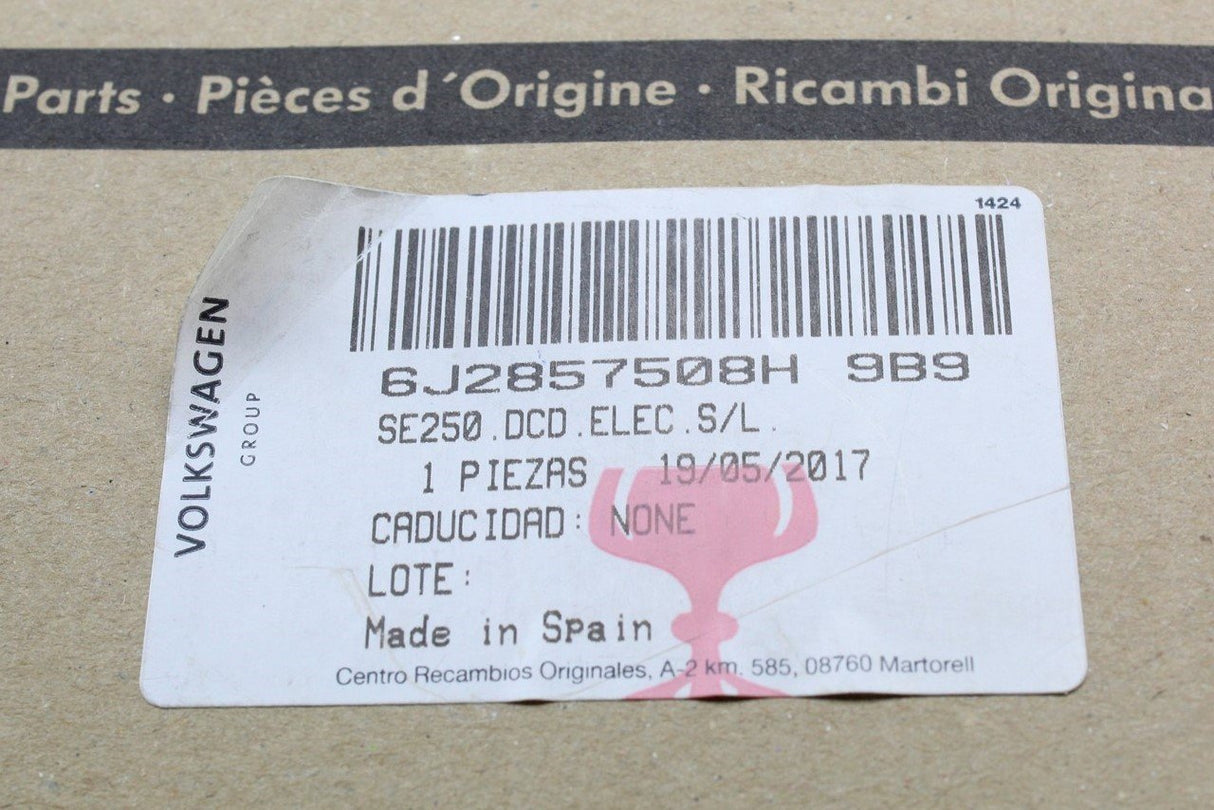 Parts · Pièces d´Origine · Ricambi Origina
1424
VOLKSWAGEN
GROUP
6J2857508H 9B9
SE250.DCD.ELEC.S/L.
1 PIEZAS 19/05/2017
CADUCIDAD: NONE
LOTE:
Made in Spain
Centro Recambios Originales, A-2 km. 585, 08760 Martorell